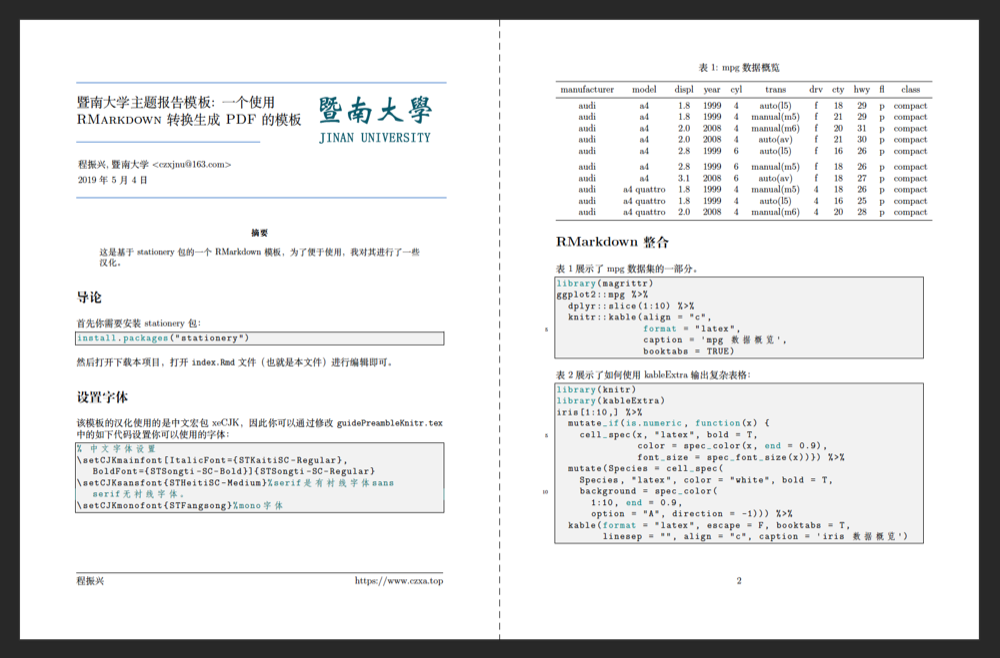 暨南大学主题报告模板: 一个使用
RMARKDOWN 转换生成 PDF 的模板
暨南大學
JINAN UNIVERSITY
程振兴, 暨南大学 <czxjnu@163.com>
2019 年 5 月 4 日
摘要
这是基于 stationery 包的一个 RMarkdown 模板，为了便于使用，我对其进行了一些
汉化。
导论
首先你需要安装 stationery 包：
install.packages("stationery")
然后打开下载本项目，打开 index.Rmd 文件（也就是本文件）进行编辑即可。
设置字体
该模板的汉化使用的是中文宏包 xeCJK，因此你可以通过修改 guidePreambleKnitr.tex
中的如下代码设置你可以使用的字体：
% 中文字体设置
\setCJKmainfont[ItalicFont={STKaitiSC-Regular},
BoldFont={STSongti-SC-Bold}]{STSongti-SC-Regular}
\setCJKsansfont{STHeitiSC-Medium}%serif是有衬线字体sans
serif无衬线字体。
\setCJKmonofont{STFangsong}%mono字体
程振兴 https://www.czxa.top
表 1: mpg 数据概览
manufacturer model displ year cyl trans drv cty hwy fl class
audi a4 1.8 1999 4 auto(l5) f 18 29 p compact
audi a4 1.8 1999 4 manual(m5) f 21 29 p compact
audi a4 2.0 2008 4 manual(m6) f 20 31 p compact
audi a4 2.0 2008 4 auto(av) f 21 30 p compact
audi a4 2.8 1999 6 auto(l5) f 16 26 p compact
audi a4 2.8 1999 6 manual(m5) f 18 26 p compact
audi a4 3.1 2008 6 auto(av) f 18 27 p compact
audi a4 quattro 1.8 1999 4 manual(m5) 4 18 26 p compact
audi a4 quattro 1.8 1999 4 auto(l5) 4 16 25 p compact
audi a4 quattro 2.0 2008 4 manual(m6) 4 20 28 p compact
RMarkdown 整合
表 1 展示了 mpg 数据集的一部分。
library(magrittr)
ggplot2::mpg %>%
dplyr::slice(1:10) %>%
knitr::kable(align = "c",
5 format = "latex",
caption = 'mpg 数据概览',
booktabs = TRUE)
表 2 展示了如何使用 kableExtra 输出复杂表格：
library(knitr)
library(kableExtra)
iris[1:10,] %>%
mutate_if(is.numeric, function(x) {
5 cell_spec(x, "latex", bold = T,
color = spec_color(x, end = 0.9),
font_size = spec_font_size(x))}) %>%
mutate(Species = cell_spec(
Species, "latex", color = "white", bold = T,
10 background = spec_color(
1:10, end = 0.9,
option = "A", direction = -1))) %>%
kable(format = "latex", escape = F, booktabs = T,
linesep = "", align = "c", caption = 'iris 数据概览')
2